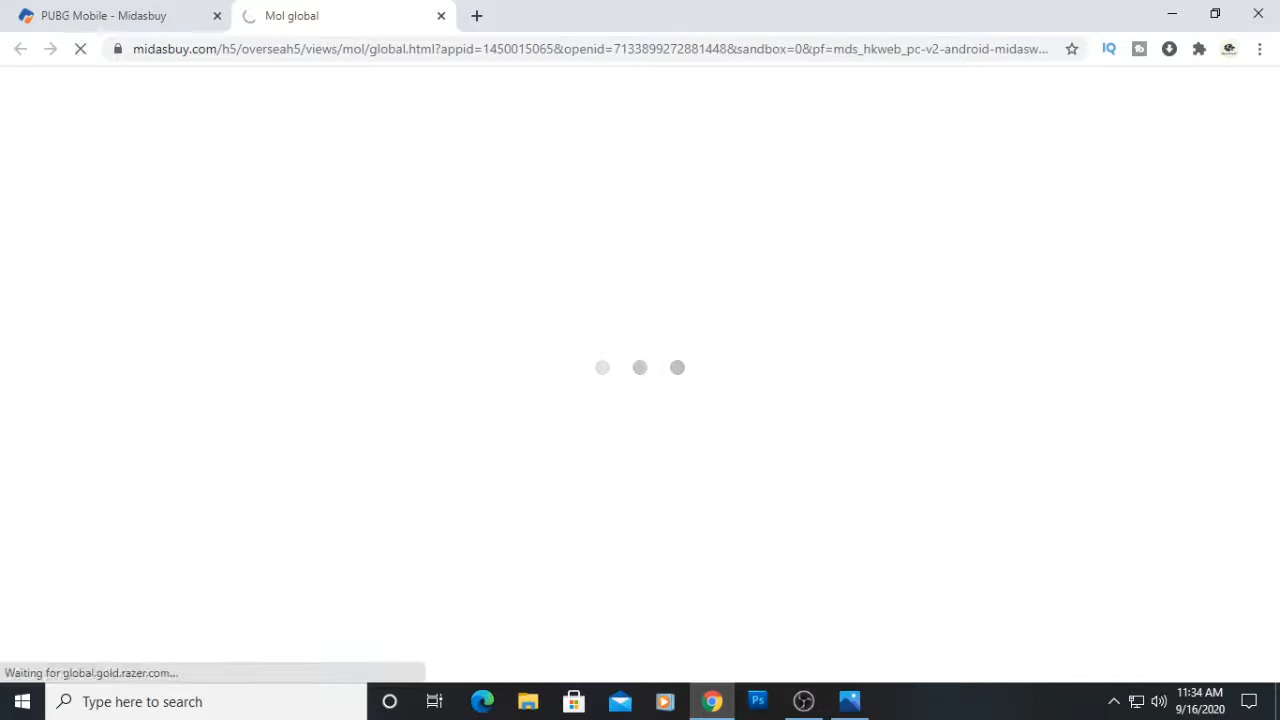 PUBG Mobile - Midasbuy
Mol global
midasbuy.com/h5/overseah5/views/mol/global.html?appid=1450015065&openid=7133899272881448&sandbox=0&pf=mds_hkweb_pc-v2-android-midasw...
IQ
Waiting for global.gold.razer.com...
Type here to search
Ps
11:34 AM
9/16/2020